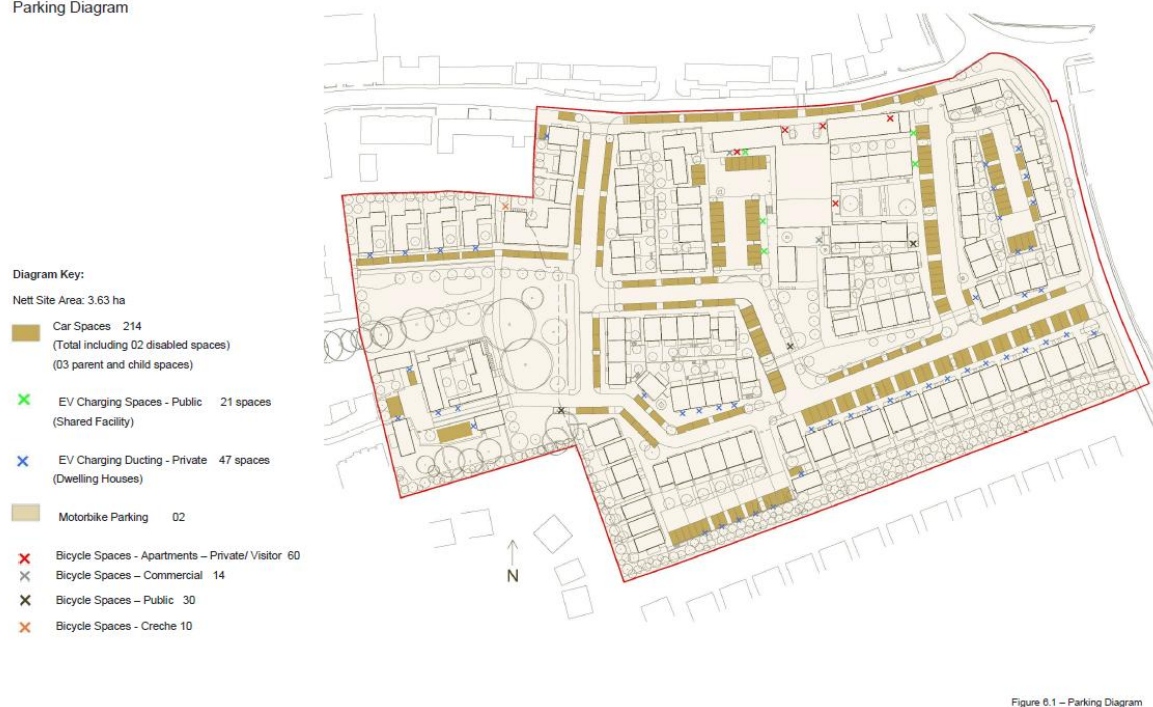 Parking Diagram
Diagram Key:
Nett Site Area: 3.63 ha
Car Spaces 214
(Total including 02 disabled spaces)
(03 parent and child spaces)
EV Charging Spaces - Public 21 spaces
(Shared Facility)
EV Charging Ducting - Private 47 spaces
(Dwelling Houses)
Motorbike Parking 02
Bicycle Spaces - Apartments – Private/ Visitor 60
Bicycle Spaces – Commercial 14
Bicycle Spaces – Public 30
Bicycle Spaces - Creche 10
N
Figure 6.1 – Parking Diagram